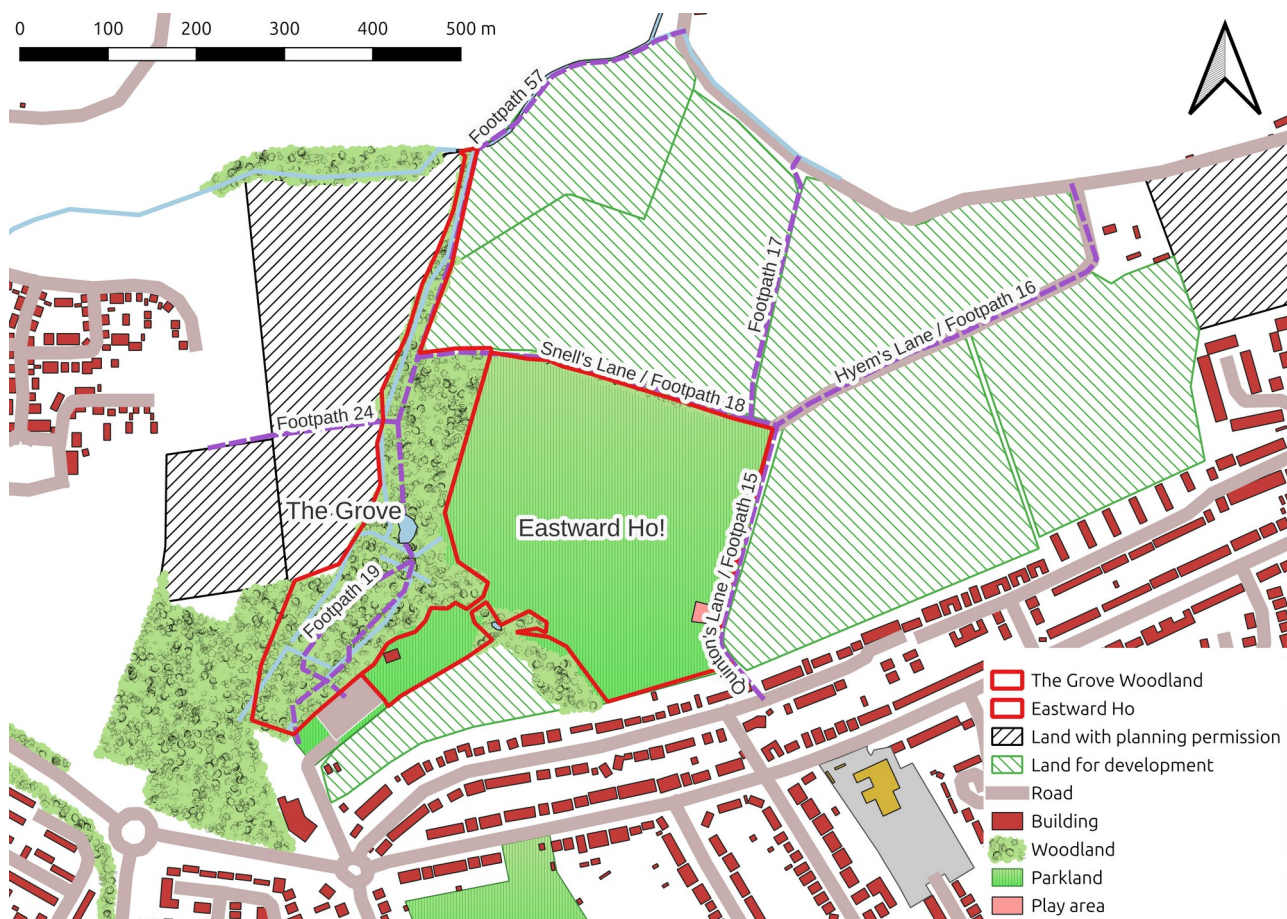 0 100 200 300 400 500 m
Footpath 57
Footpath 17
Hyem's Lane / Footpath 16
Snell's Lane / Footpath 18
Footpath 24
The Grove
Eastward Ho!
Quinton's Lane / Footpath 15
Footpath 19
The Grove Woodland
Eastward Ho
Land with planning permission
Land for development
Road
Building
Woodland
Parkland
Play area